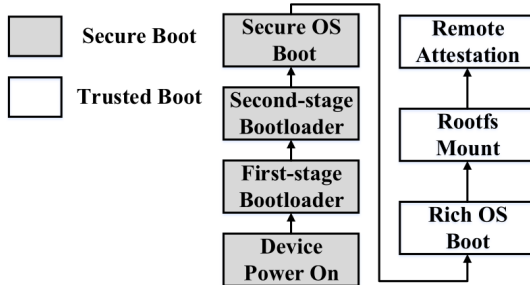 Secure Boot
Trusted Boot
Secure OS
Boot
Second-stage
Bootloader
First-stage
Bootloader
Device
Power On
Remote
Attestation
Rootfs
Mount
Rich OS
Boot